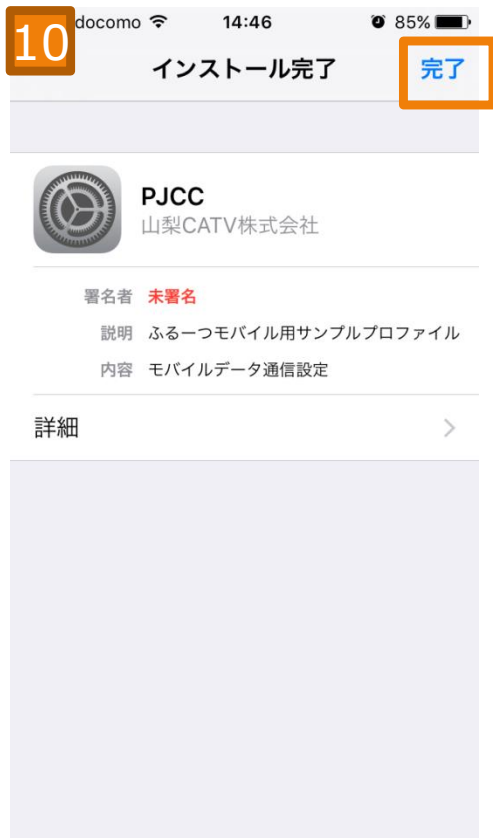 10
docomo 14:46 85%
インストール完了 完了
PJCC
山梨CATV株式会社
署名者 未署名
説明 ふるーつモバイル用サンプルプロファイル
内容 モバイルデータ通信設定
詳細